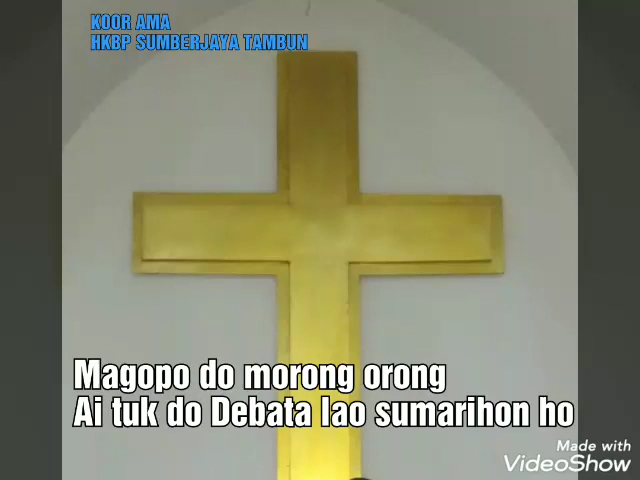 KOOR AMA
HKBP SUMBERJAYA TAMBUN
Magopo do morong orong
Ai tuk do Debata lao sumarihon ho
Made with
VideoShow